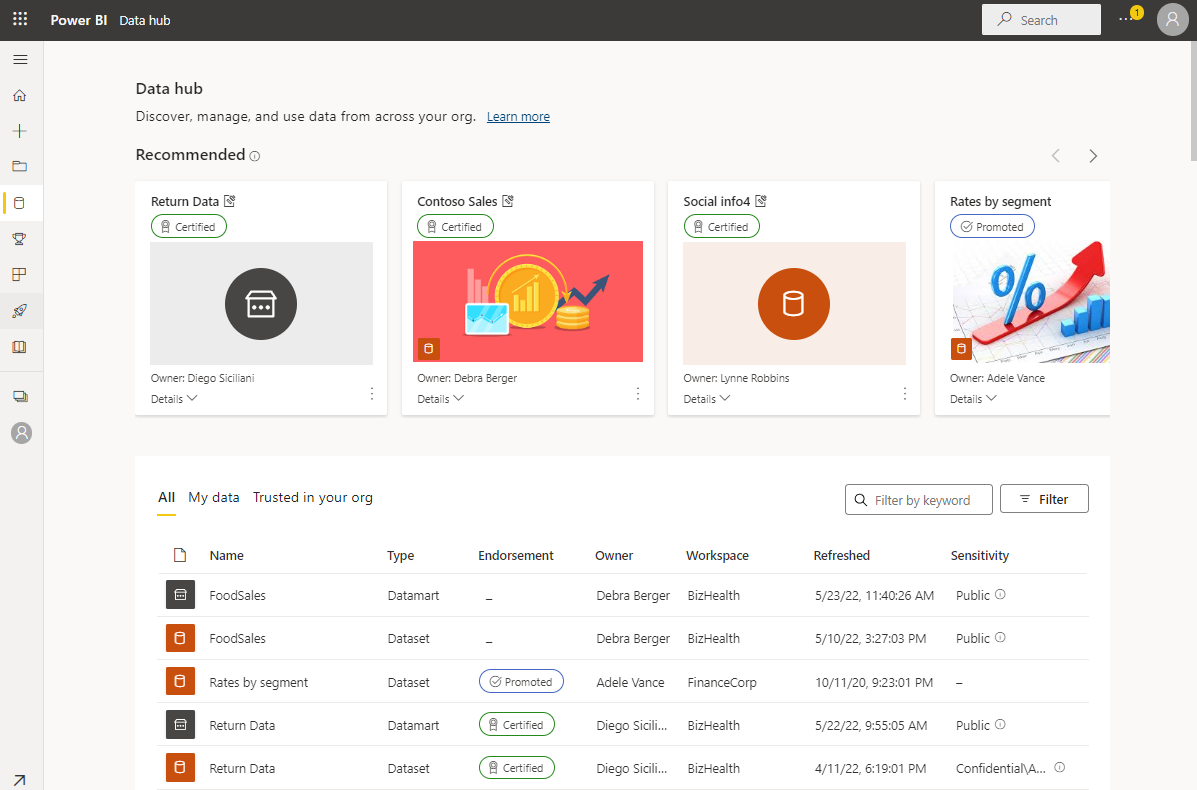 Power BI Data hub Search 1
Data hub
Discover, manage, and use data from across your org. Learn more
Recommended
Return Data Contoso Sales Social info4 Rates by segment
Certified Certified Certified Promoted
%
Owner: Diego Siciliani Owner: Debra Berger Owner: Lynne Robbins Owner: Adele Vance
Details Details Details Details
All My data Trusted in your org Filter by keyword Filter
Name Type Endorsement Owner Workspace Refreshed Sensitivity
FoodSales Datamart – Debra Berger BizHealth 5/23/22, 11:40:26 AM Public
FoodSales Dataset – Debra Berger BizHealth 5/10/22, 3:27:03 PM Public
Rates by segment Dataset Promoted Adele Vance FinanceCorp 10/11/20, 9:23:01 PM –
Return Data Datamart Certified Diego Sicili... BizHealth 5/22/22, 9:55:05 AM Public
Return Data Dataset Certified Diego Sicili... BizHealth 4/11/22, 6:19:01 PM Confidential\A...